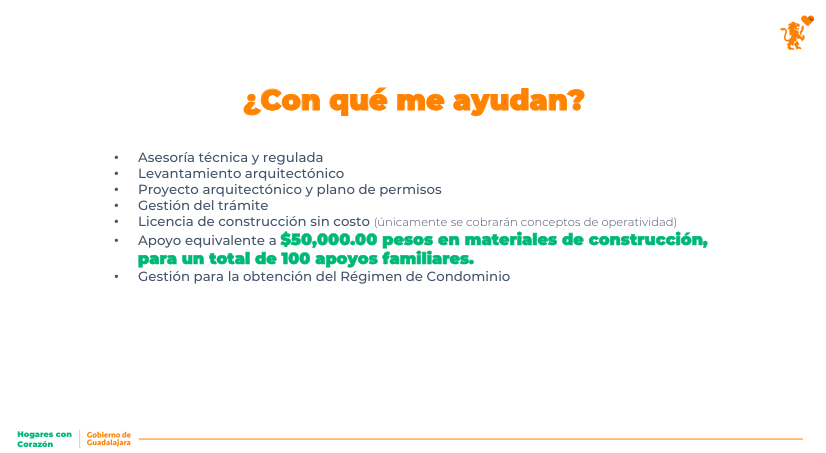 ¿Con qué me ayudan?
• Asesoría técnica y regulada
• Levantamiento arquitectónico
• Proyecto arquitectónico y plano de permisos
• Gestión del trámite
• Licencia de construcción sin costo (únicamente se cobrarán conceptos de operatividad)
• Apoyo equivalente a $50,000.00 pesos en materiales de construcción,
para un total de 100 apoyos familiares.
• Gestión para la obtención del Régimen de Condominio
Hogares con
Corazón
Gobierno de
Guadalajara